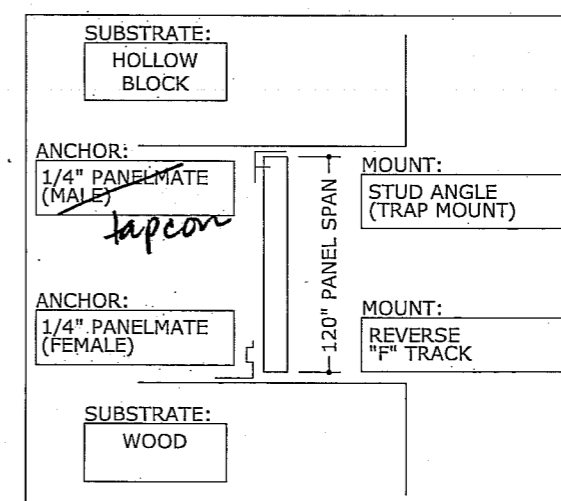 SUBSTRATE:
HOLLOW
BLOCK
ANCHOR:
1/4" PANELMATE
(MALE)
tapcon
MOUNT:
STUD ANGLE
(TRAP MOUNT)
120" PANEL SPAN
ANCHOR:
1/4" PANELMATE
(FEMALE)
MOUNT:
REVERSE
"F" TRACK
SUBSTRATE:
WOOD